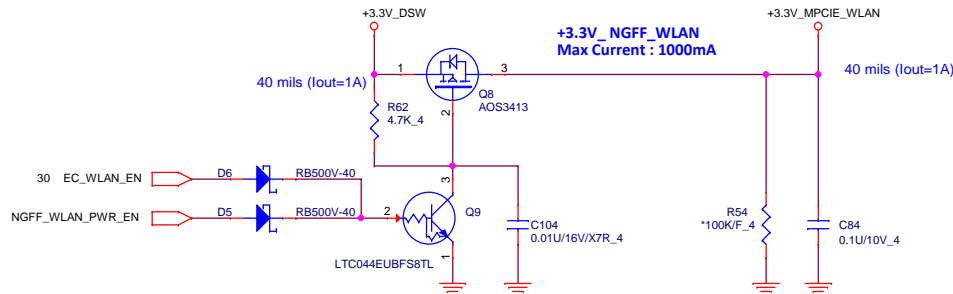 +3.3V_DSW
+3.3V_MPCIE_WLAN
+3.3V_NGFF_WLAN
Max Current : 1000mA
1
3
40 mils (Iout=1A)
40 mils (Iout=1A)
Q8
AOS3413
R62
4.7K_4
2
30 EC_WLAN_EN
D6
RB500V-40
3
NGFF_WLAN_PWR_EN
D5
RB500V-40
2
Q9
C104
0.01U/16V/X7R_4
R54
*100K/F_4
C84
0.1U/10V_4
LTC044EUBFS8TL
1